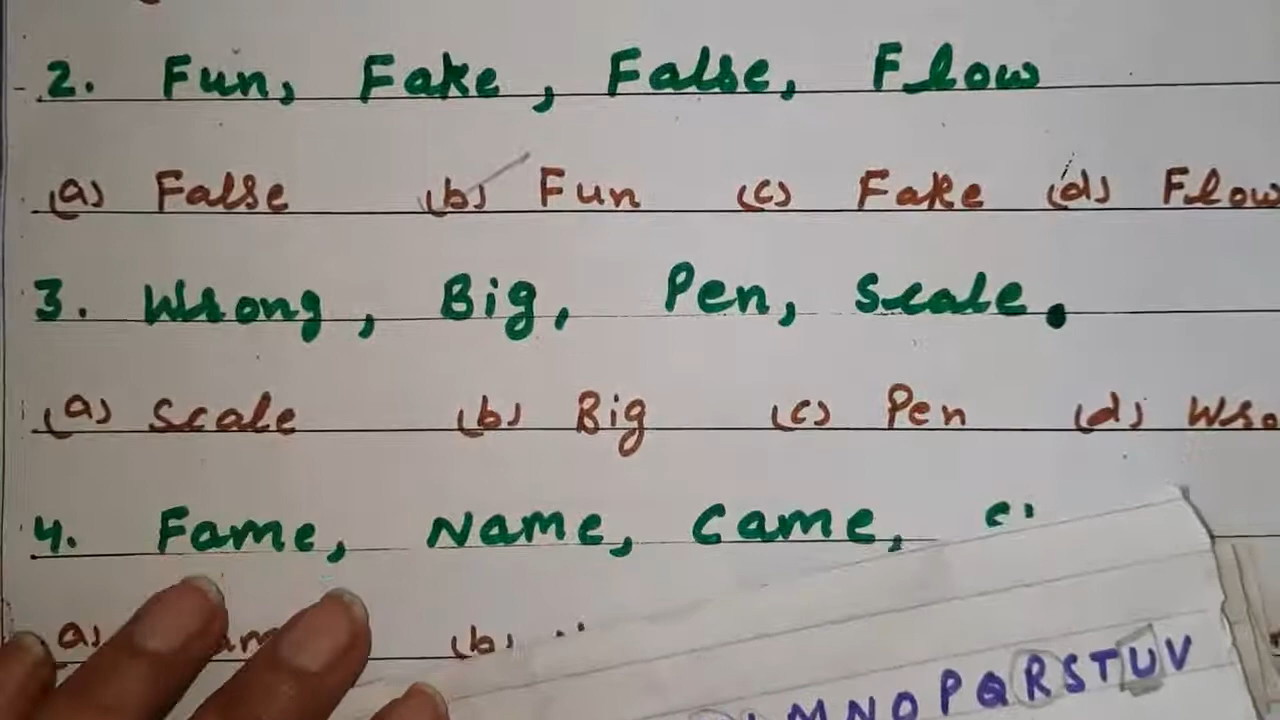 2. Fun, Fake, False, Flow
(a) False (b) Fun (c) Fake (d) Flow
3. Wrong, Big, Pen, Scale.
(a) Scale (b) Big (c) Pen (d) Wro
4. Fame, Name, Came,
(a) (b)
M N O P Q R S T U V